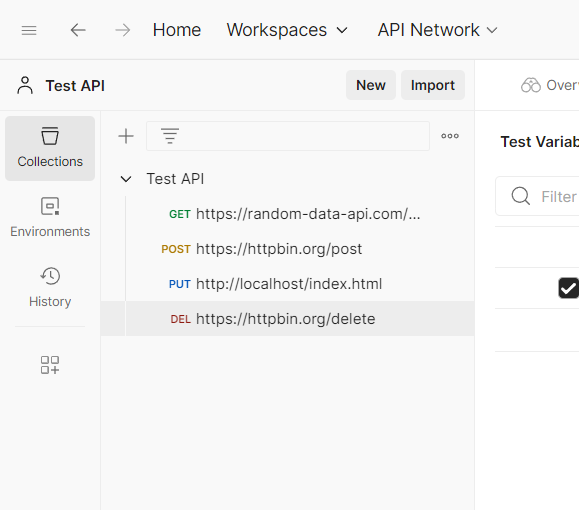 Home Workspaces API Network
Test API New Import
Collections
Environments
History
Test API
GET https://random-data-api.com/...
POST https://httpbin.org/post
PUT http://localhost/index.html
DEL https://httpbin.org/delete
Over
Test Variab
Filter